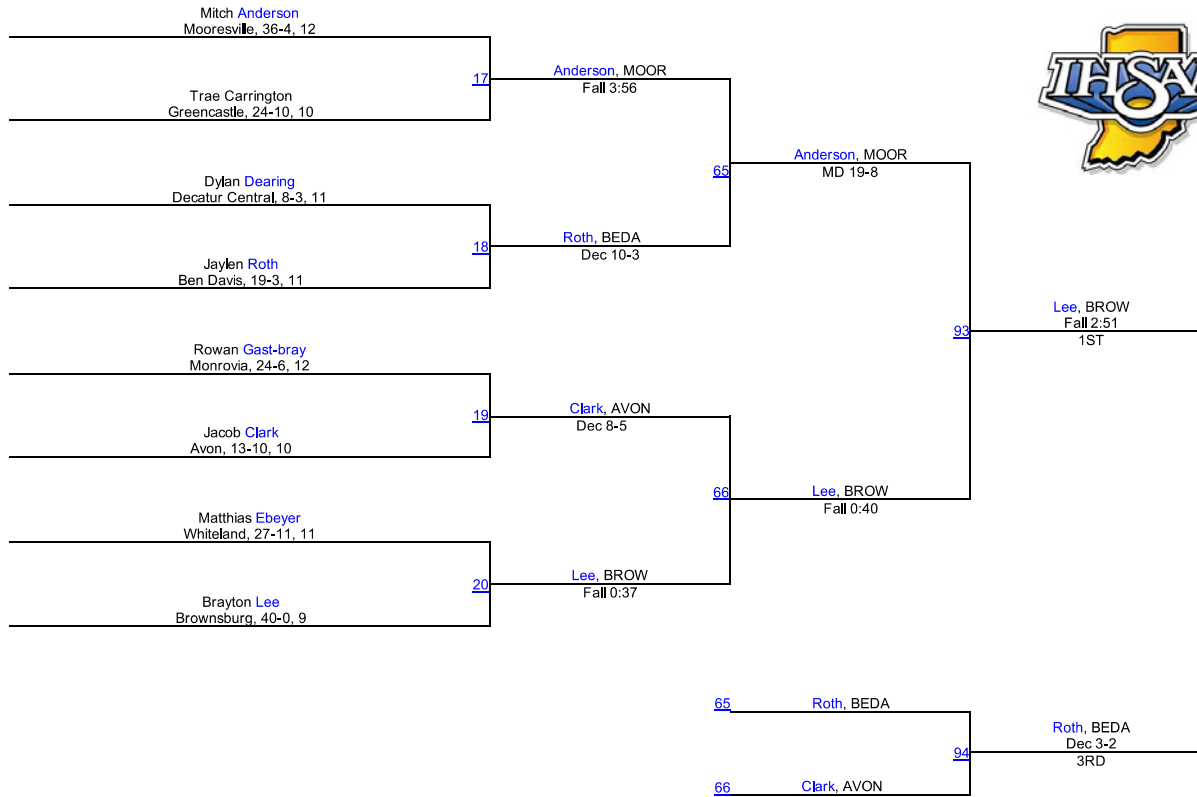 Mitch Anderson
Mooresville, 36-4, 12
17
Anderson, MOOR
Fall 3:56
Trae Carrington
Greencastle, 24-10, 10
IHSAA
65
Anderson, MOOR
MD 19-8
Dylan Dearing
Decatur Central, 8-3, 11
18
Roth, BEDA
Dec 10-3
Jaylen Roth
Ben Davis, 19-3, 11
93
Lee, BROW
Fall 2:51
1ST
Rowan Gast-bray
Monrovia, 24-6, 12
19
Clark, AVON
Dec 8-5
Jacob Clark
Avon, 13-10, 10
66
Lee, BROW
Fall 0:40
Matthias Ebeyer
Whiteland, 27-11, 11
20
Lee, BROW
Fall 0:37
Brayton Lee
Brownsburg, 40-0, 9
65
Roth, BEDA
94
Roth, BEDA
Dec 3-2
3RD
66
Clark, AVON